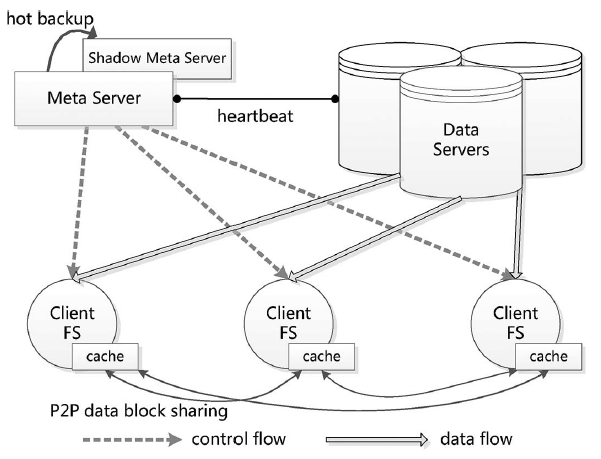 hot backup
Shadow Meta Server
Meta Server
heartbeat
Data
Servers
Client
FS
cache
Client
FS
cache
Client
FS
cache
P2P data block sharing
control flow
data flow